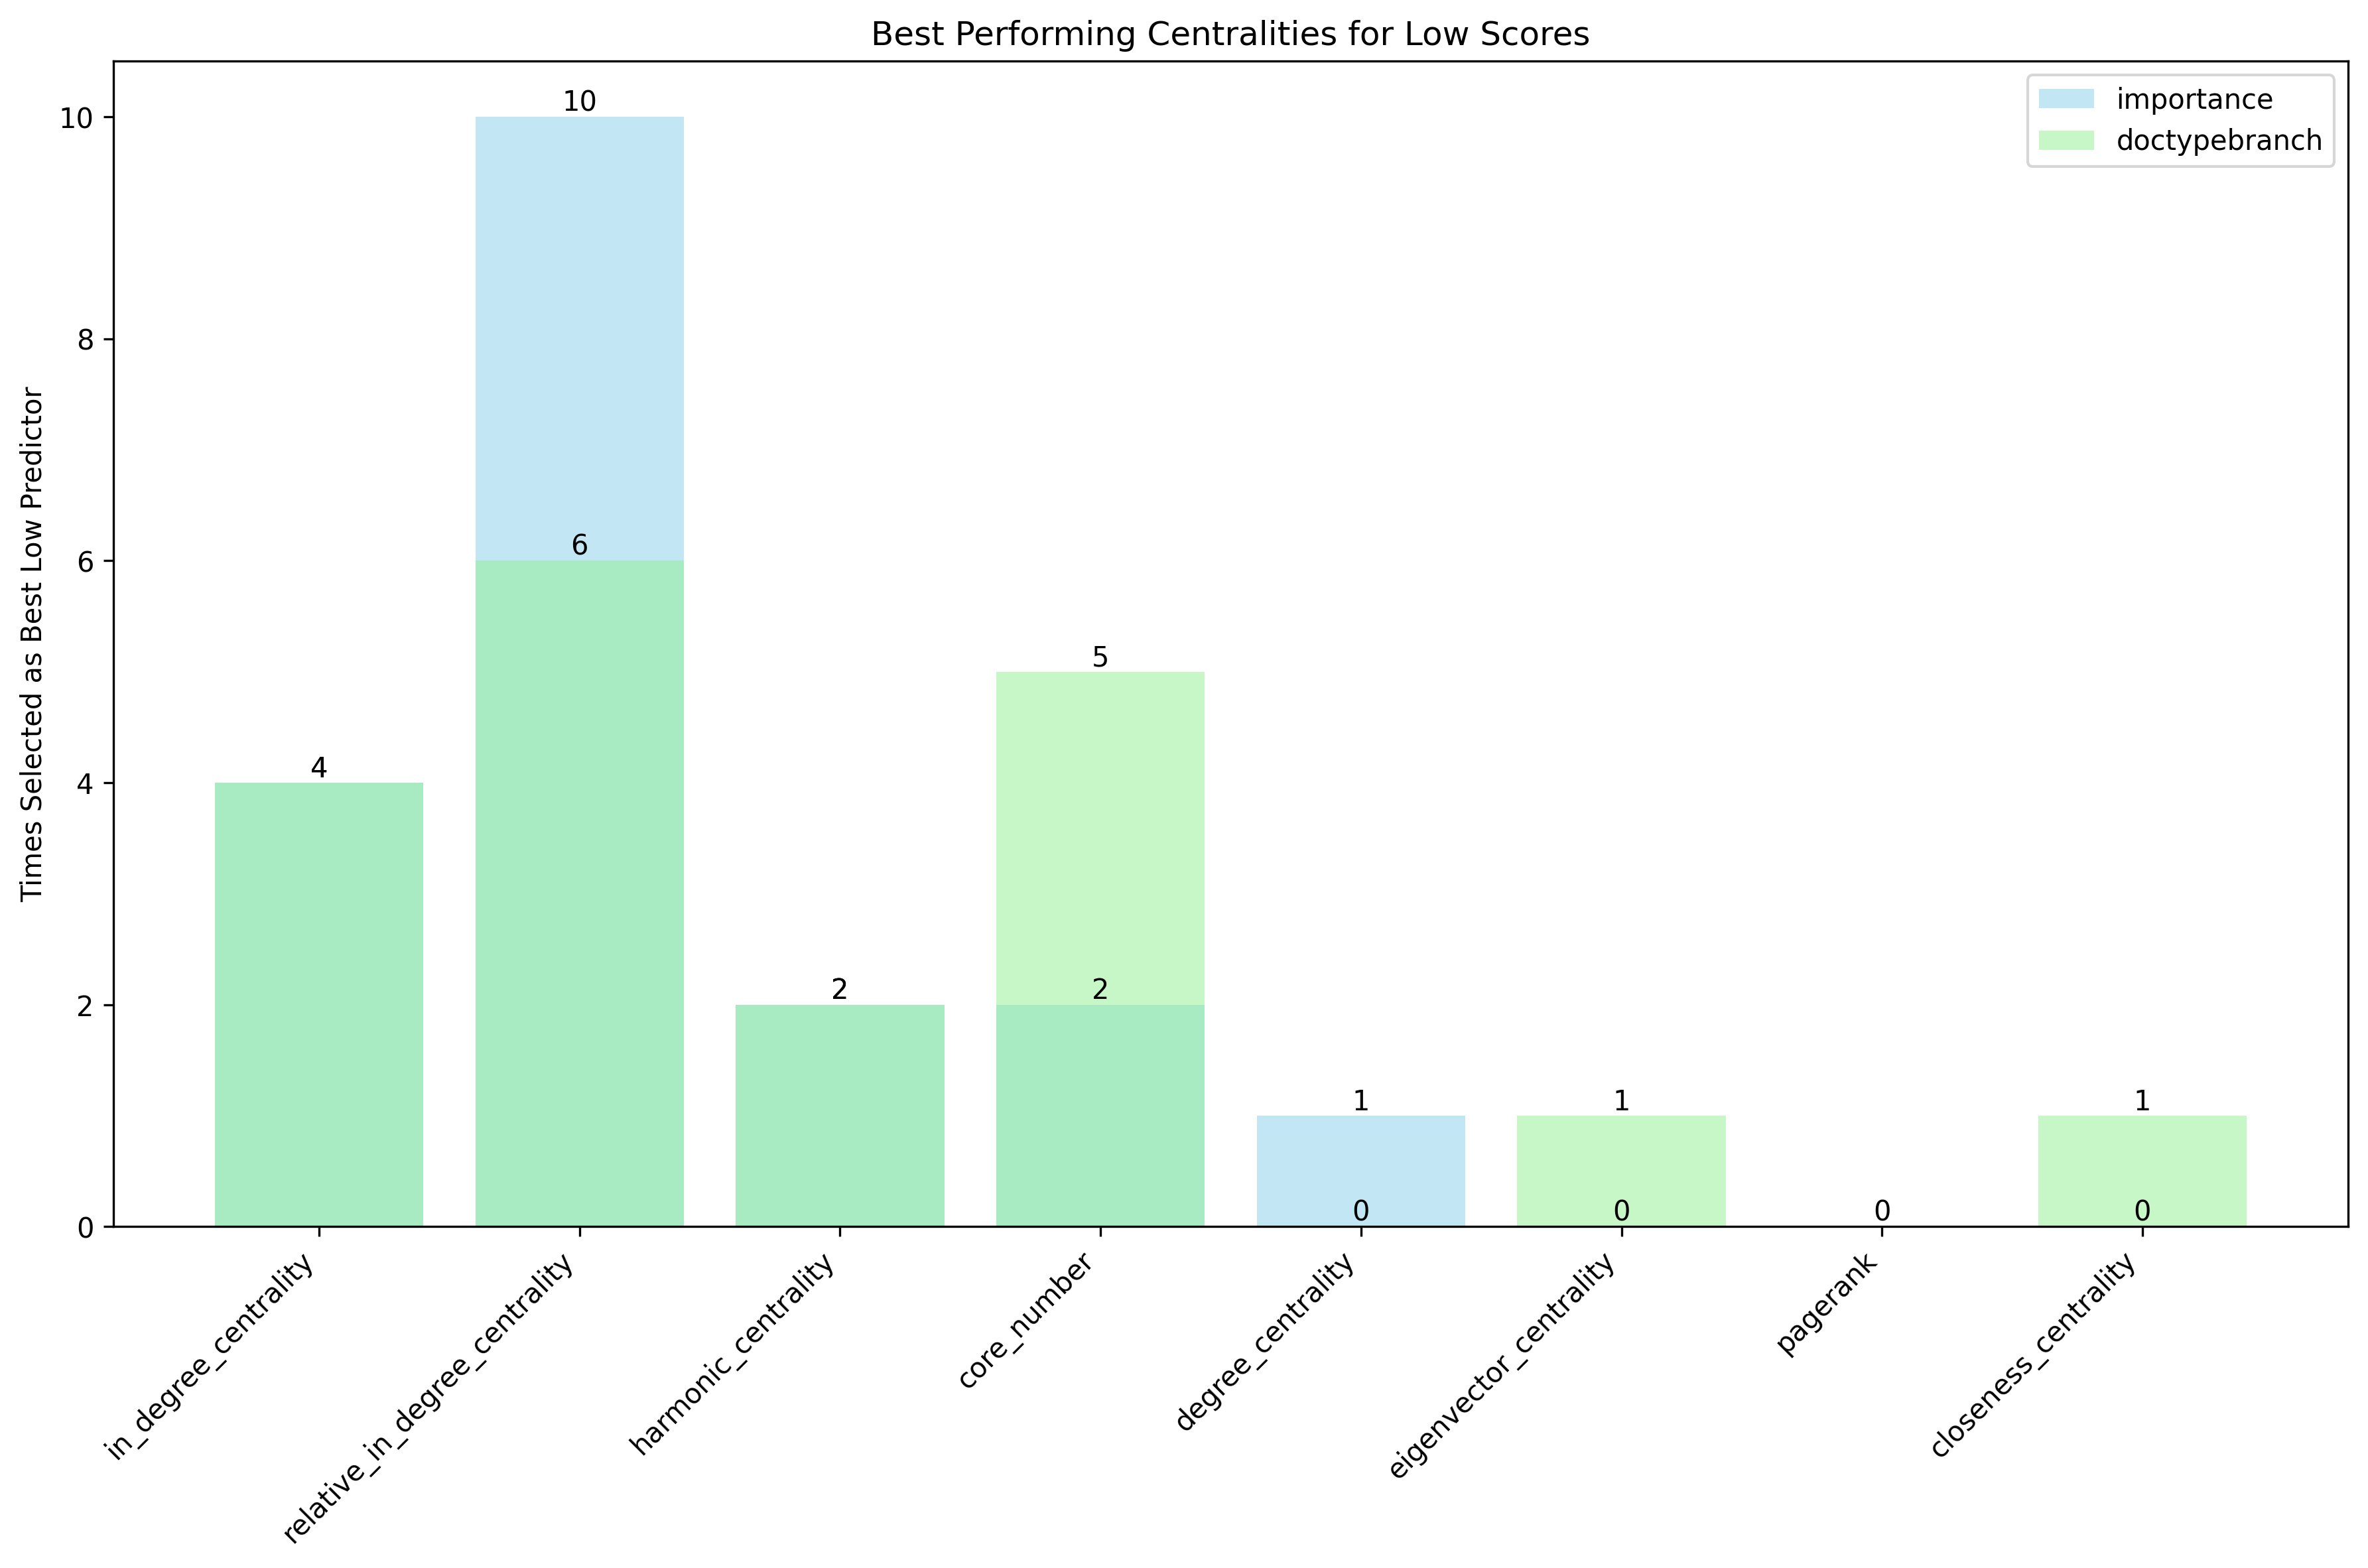 Best Performing Centralities for Low Scores
importance
doctypebranch
Times Selected as Best Low Predictor
10
8
6
4
2
0
4
10
6
2
5
2
1
0
1
0
0
1
0
in_degree_centrality
relative_in_degree_centrality
harmonic_centrality
core_number
degree_centrality
eigenvector_centrality
pagerank
closeness_centrality